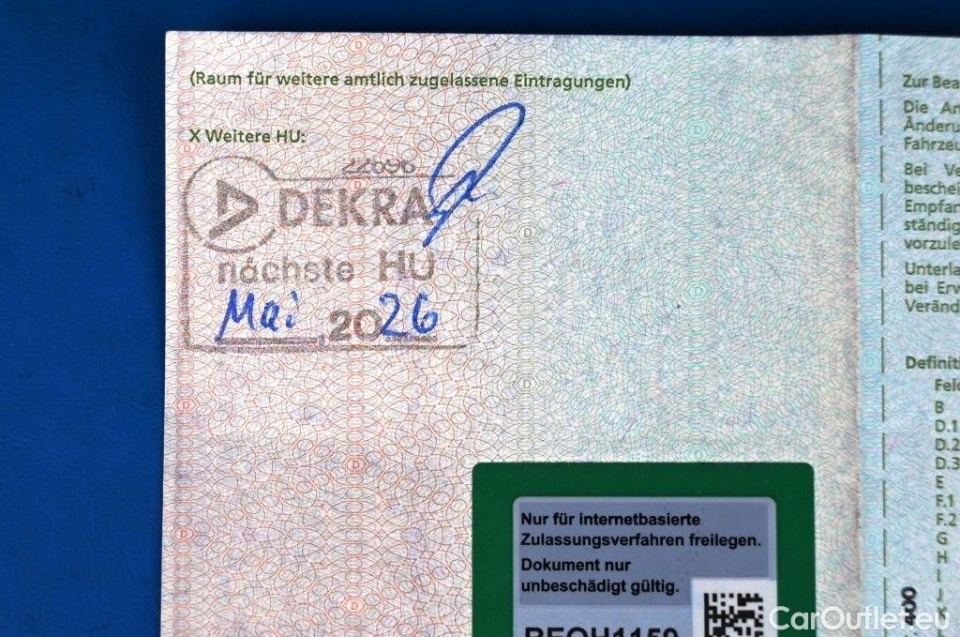 (Raum für weitere amtlich zugelassene Eintragungen)
X Weitere HU:
22696
DEKRA
nächste HU
Mai 2026
Nur für internetbasierte
Zulassungsverfahren freilegen.
Dokument nur
unbeschädigt gültig.
Zur Bea
Die An
Änderu
Fahrzeu
Bei Ve
beschei
Empfan
ständig
vorzule
Unterla
bei Erw
Veränd
Definiti
Feld
B
D.1
D.2
D.3
E
F.1
F.2
G
H
I
J
K
CarOutlet.eu